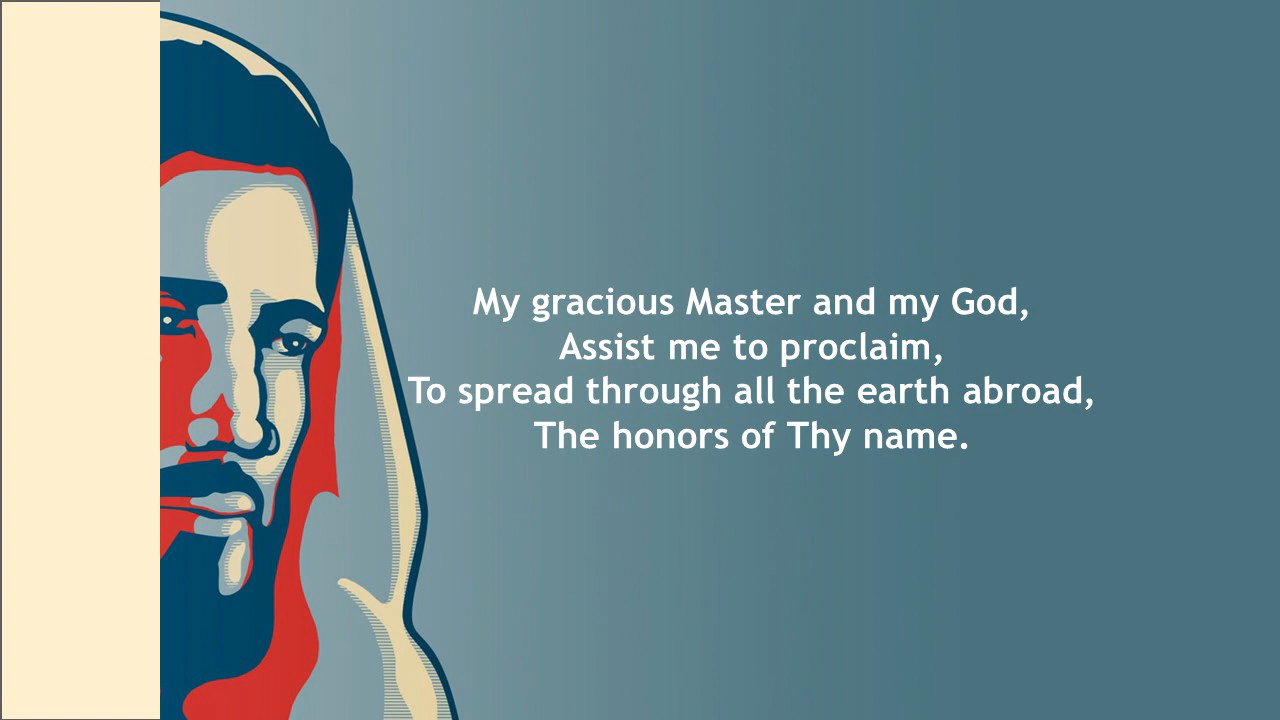 My gracious Master and my God,
Assist me to proclaim,
To spread through all the earth abroad,
The honors of Thy name.